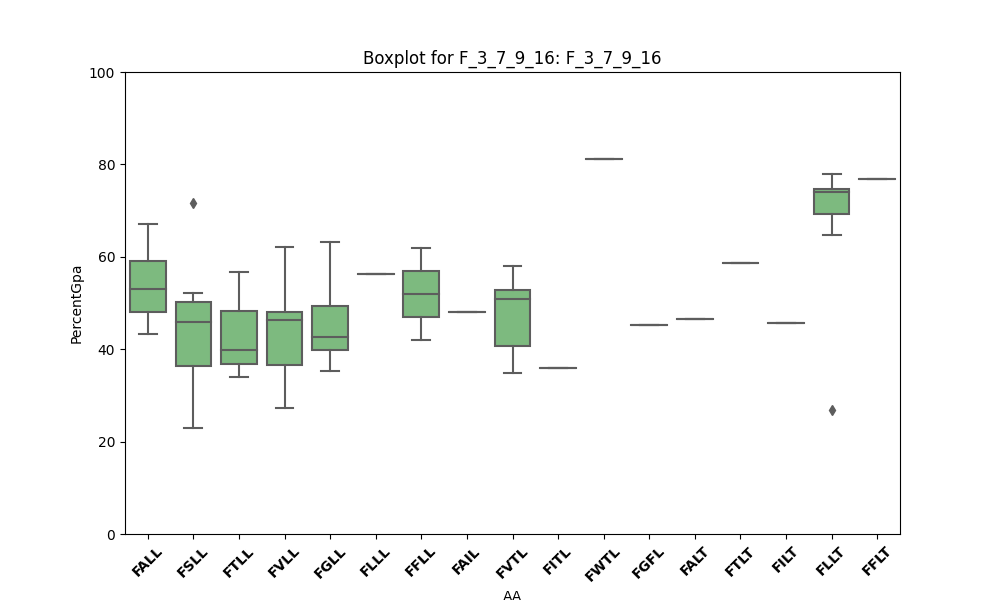 Boxplot for F_3_7_9_16: F_3_7_9_16
100
80
60
40
20
0
PercentGpa
FALL FSLL FTLL FVLL FGLL FLLL FFLL FAIL FVTL FITL FWTL FGFL FALT FTLT FILT FLLT FFLT
AA